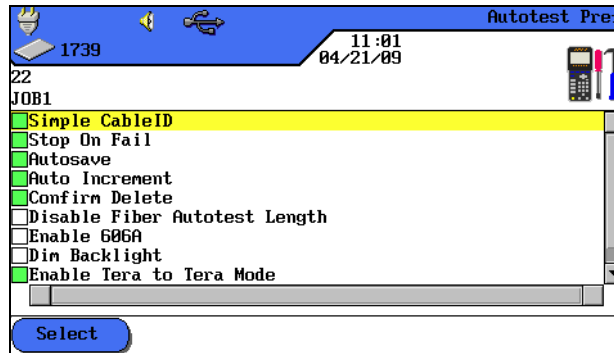 Autotest Pre
1739
11:01
04/21/09
22
JOB1
Simple CableID
Stop On Fail
Autosave
Auto Increment
Confirm Delete
Disable Fiber Autotest Length
Enable 606A
Dim Backlight
Enable Tera to Tera Mode
Select